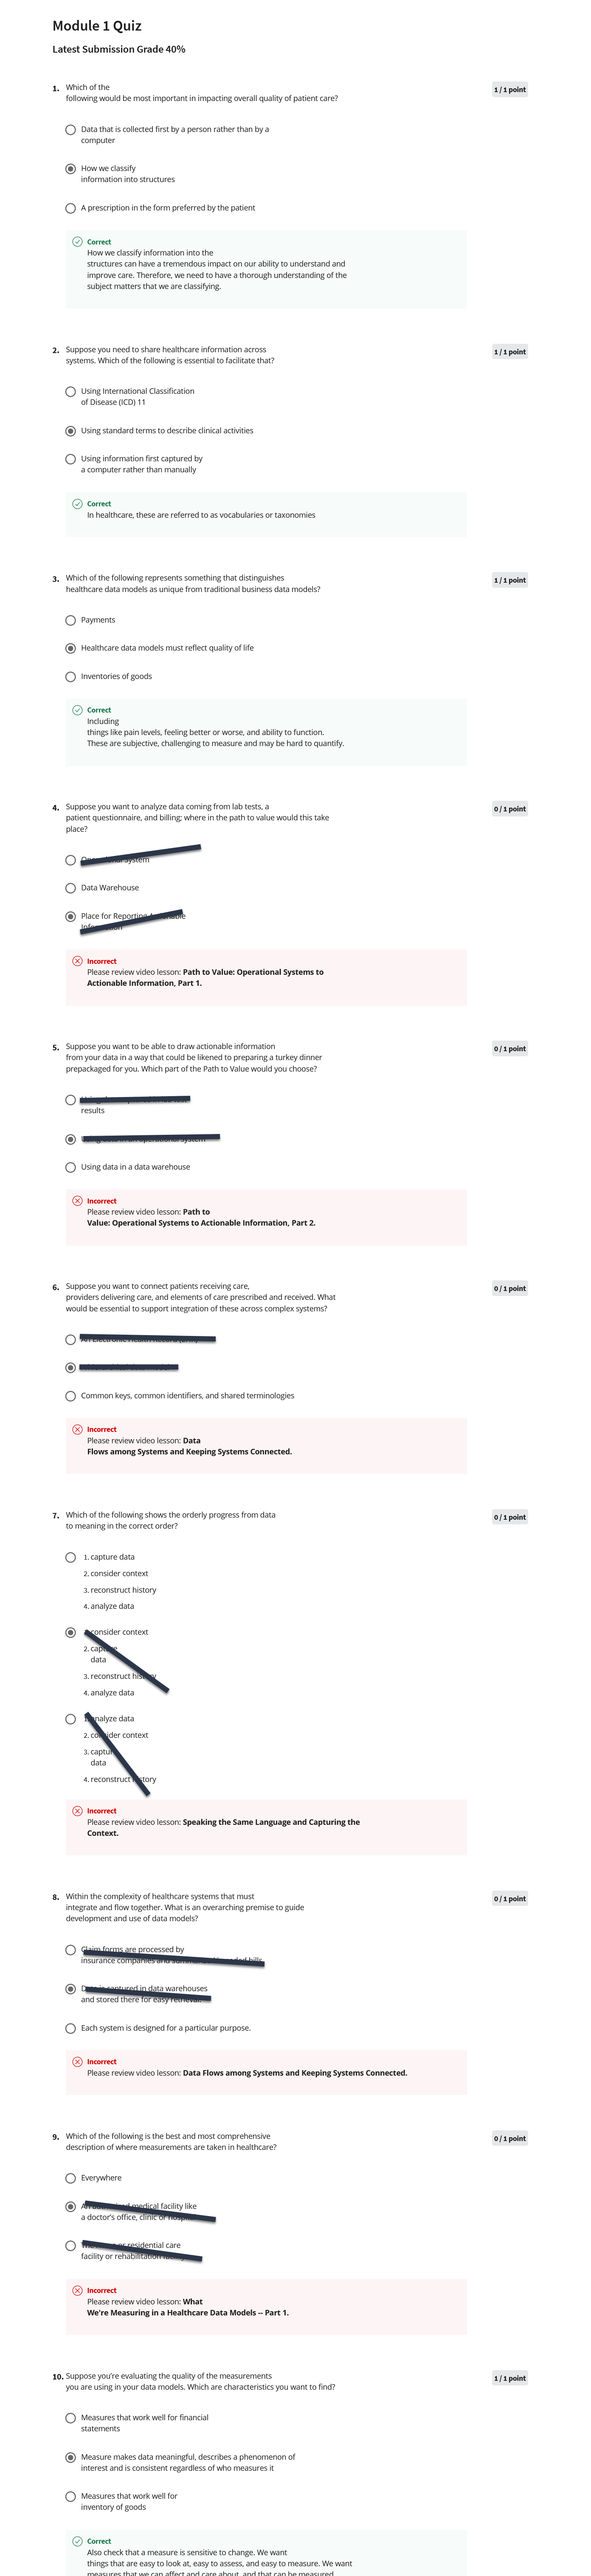 Module 1 Quiz
Latest Submission Grade 40%
1. Which of the
following would be most important in impacting overall quality of patient care?
1 / 1 point
Data that is collected first by a person rather than by a
computer
How we classify
information into structures
A prescription in the form preferred by the patient
Correct
How we classify information into the
structures can have a tremendous impact on our ability to understand and
improve care. Therefore, we need to have a thorough understanding of the
subject matters that we are classifying.
2. Suppose you need to share healthcare information across
systems. Which of the following is essential to facilitate that?
1 / 1 point
Using International Classification
of Disease (ICD) 11
Using standard terms to describe clinical activities
Using information first captured by
a computer rather than manually
Correct
In healthcare, these are referred to as vocabularies or taxonomies
3. Which of the following represents something that distinguishes
healthcare data models as unique from traditional business data models?
1 / 1 point
Payments
Healthcare data models must reflect quality of life
Inventories of goods
Correct
Including
things like pain levels, feeling better or worse, and ability to function.
These are subjective, challenging to measure and may be hard to quantify.
4. Suppose you want to analyze data coming from lab tests, a
patient questionnaire, and billing; where in the path to value would this take
place?
0 / 1 point
System
Data Warehouse
Place for Reporting
Incorrect
Please review video lesson: Path to Value: Operational Systems to
Actionable Information, Part 1.
5. Suppose you want to be able to draw actionable information
from your data in a way that could be likened to preparing a turkey dinner
prepackaged for you. Which part of the Path to Value would you choose?
0 / 1 point
results
Using data in a data warehouse
Incorrect
Please review video lesson: Path to
Value: Operational Systems to Actionable Information, Part 2.
6. Suppose you want to connect patients receiving care,
providers delivering care, and elements of care prescribed and received. What
would be essential to support integration of these across complex systems?
0 / 1 point
Common keys, common identifiers, and shared terminologies
Incorrect
Please review video lesson: Data
Flows among Systems and Keeping Systems Connected.
7. Which of the following shows the orderly progress from data
to meaning in the correct order?
0 / 1 point
1. capture data
2. consider context
3. reconstruct history
4. analyze data
consider context
2. capture
data
3. reconstruct history
4. analyze data
analyze data
2. consider context
3. capture
data
4. reconstruct history
Incorrect
Please review video lesson: Speaking the Same Language and Capturing the
Context.
8. Within the complexity of healthcare systems that must
integrate and flow together. What is an overarching premise to guide
development and use of data models?
0 / 1 point
Claim forms are processed by
insurance companies and
Data is captured in data warehouses
and stored there for easy retrieval.
Each system is designed for a particular purpose.
Incorrect
Please review video lesson: Data Flows among Systems and Keeping Systems Connected.
9. Which of the following is the best and most comprehensive
description of where measurements are taken in healthcare?
0 / 1 point
Everywhere
medical facility like
a doctor's office, clinic or
or residential care
facility or rehabilitation
Incorrect
Please review video lesson: What
We're Measuring in a Healthcare Data Models -- Part 1.
10. Suppose you're evaluating the quality of the measurements
you are using in your data models. Which are characteristics you want to find?
1 / 1 point
Measures that work well for financial
statements
Measure makes data meaningful, describes a phenomenon of
interest and is consistent regardless of who measures it
Measures that work well for
inventory of goods
Correct
Also check that a measure is sensitive to change. We want
things that are easy to look at, easy to assess, and easy to measure. We want
measures that we can affect and care about, and that can be measured